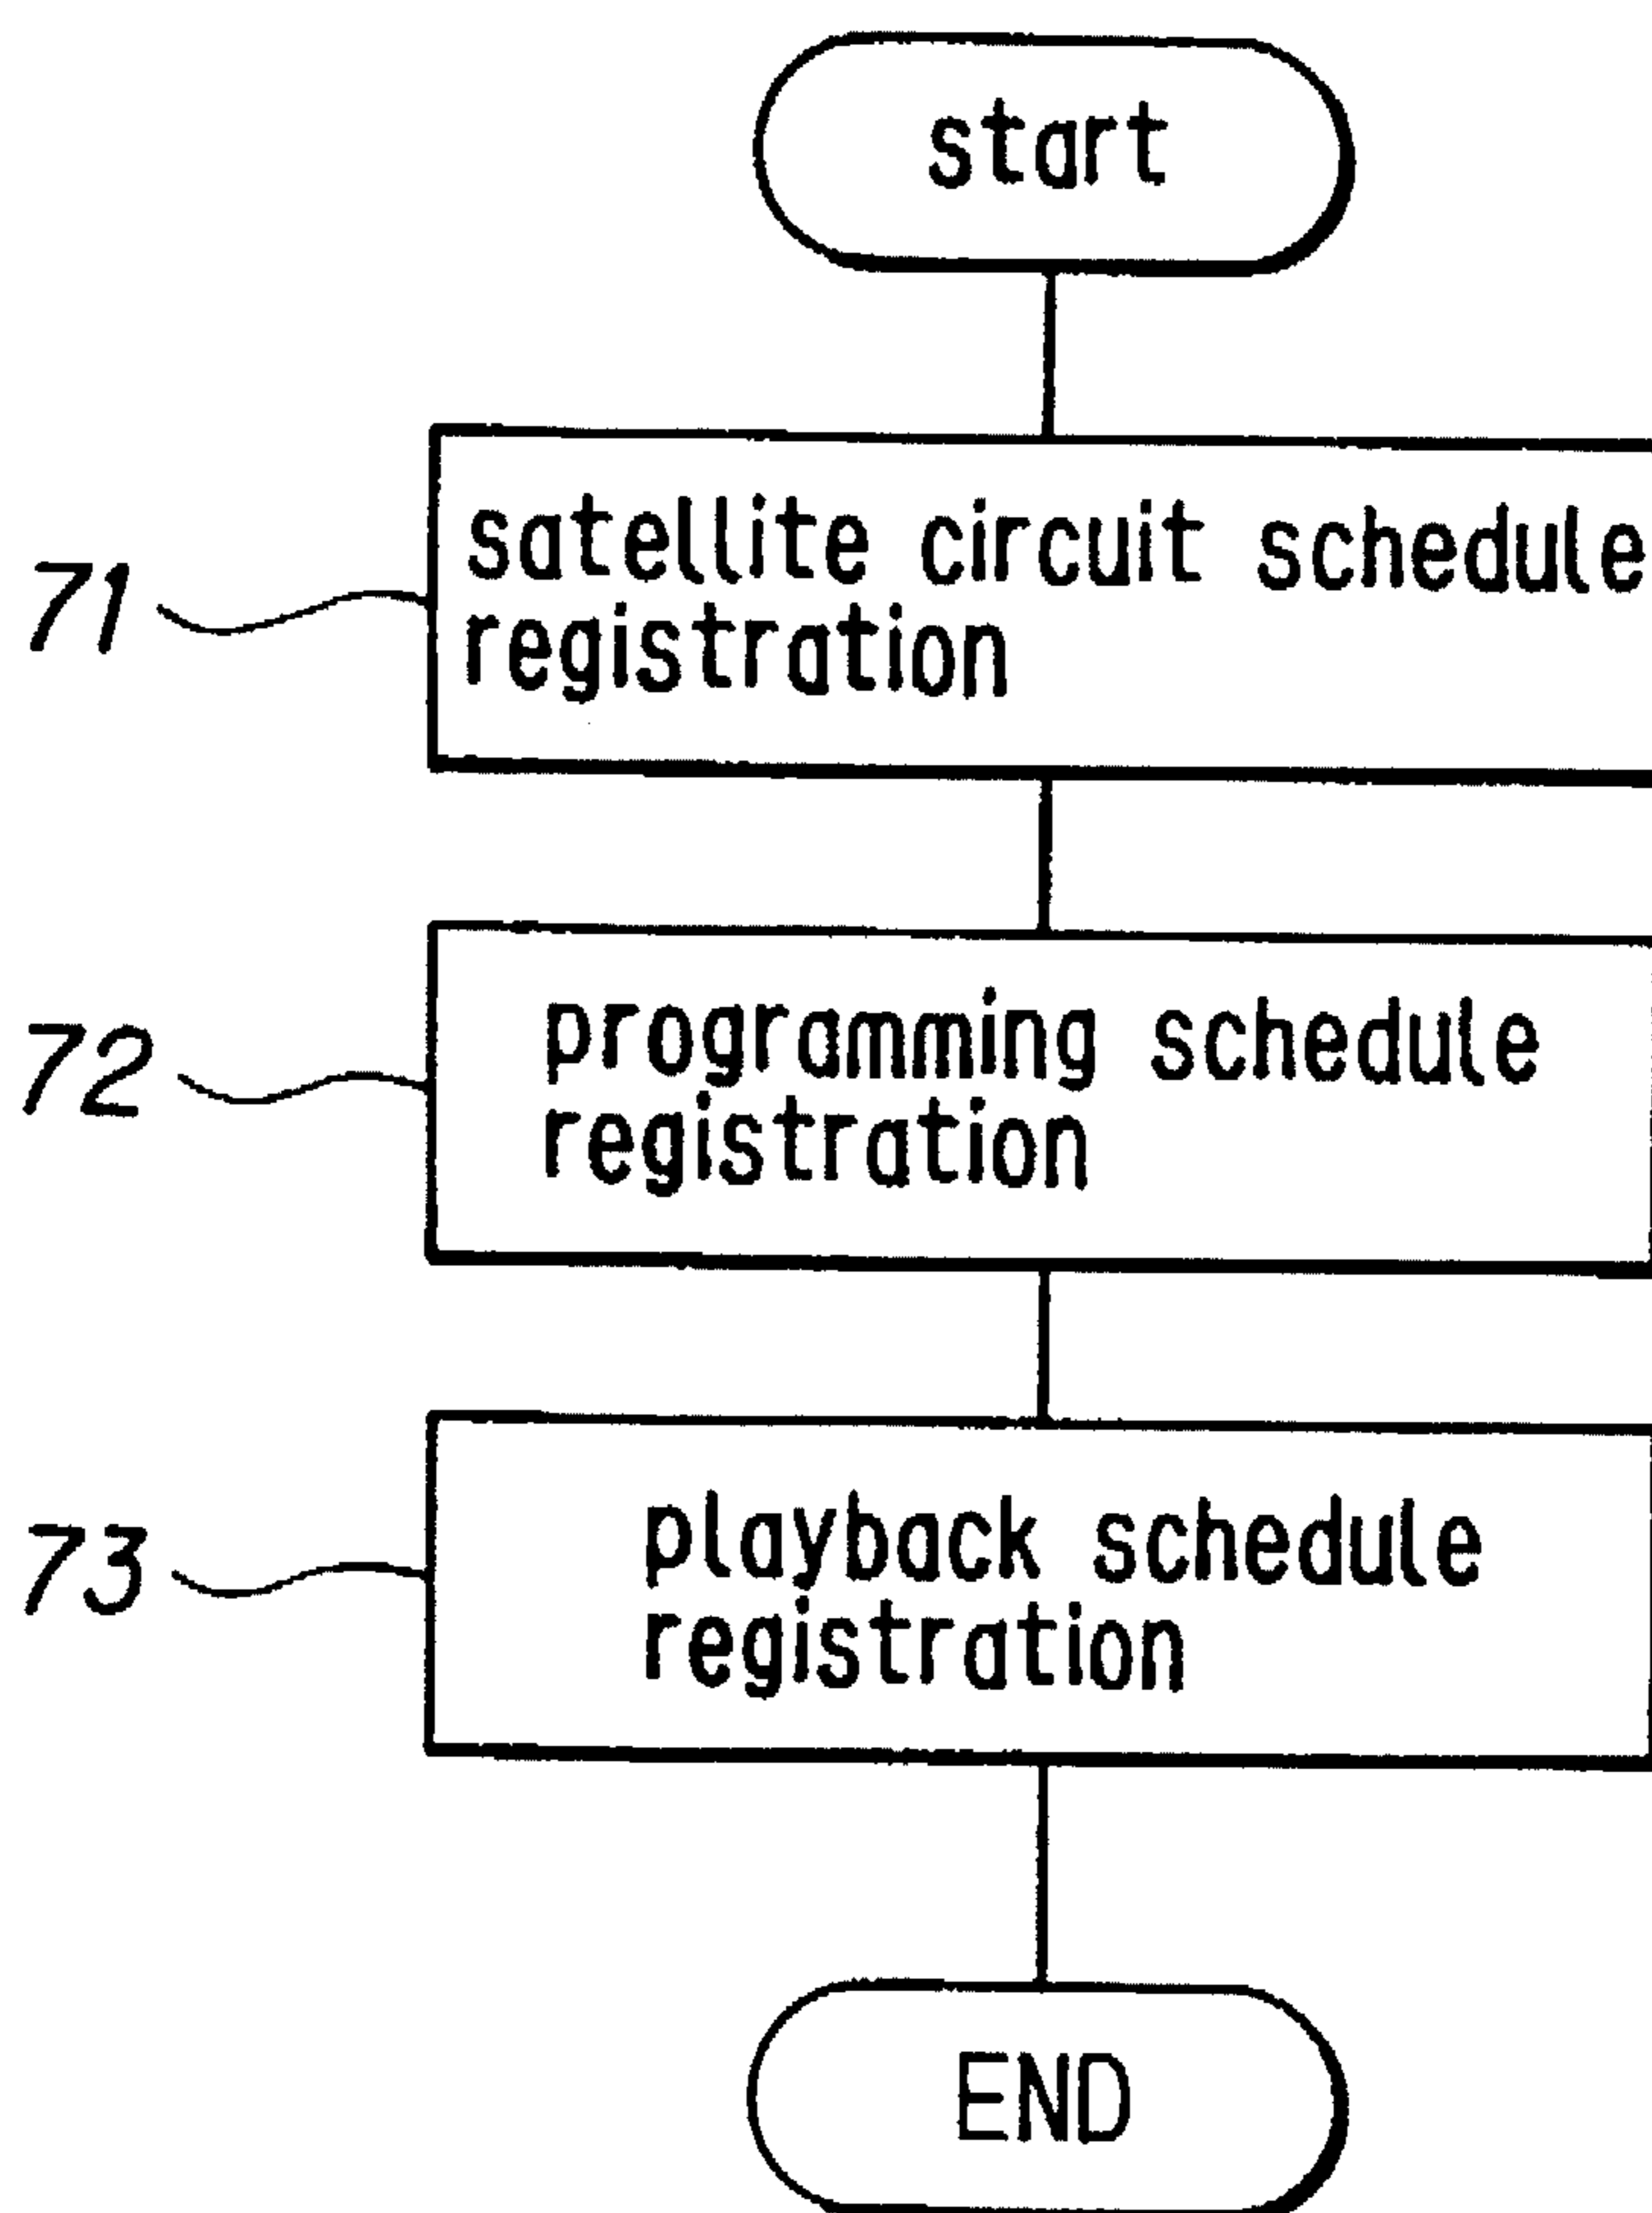 start
71
satellite circuit schedule
registration
72
programming schedule
registration
73
playback schedule
registration
END